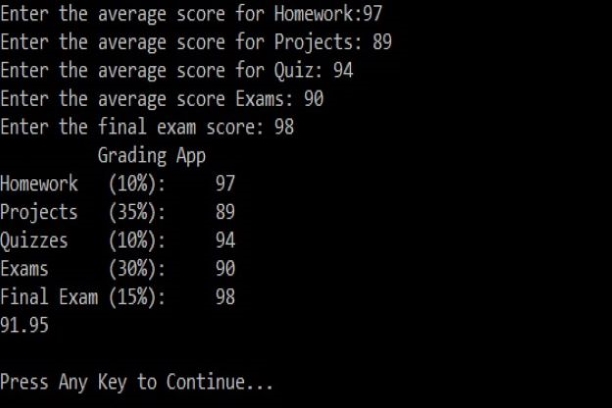 Enter the average score for Homework:97
Enter the average score for Projects: 89
Enter the average score for Quiz: 94
Enter the average score Exams: 90
Enter the final exam score: 98
Grading App
Homework (10%): 97
Projects (35%): 89
Quizzes (10%): 94
Exams (30%): 90
Final Exam (15%): 98
91.95
Press Any Key to Continue...